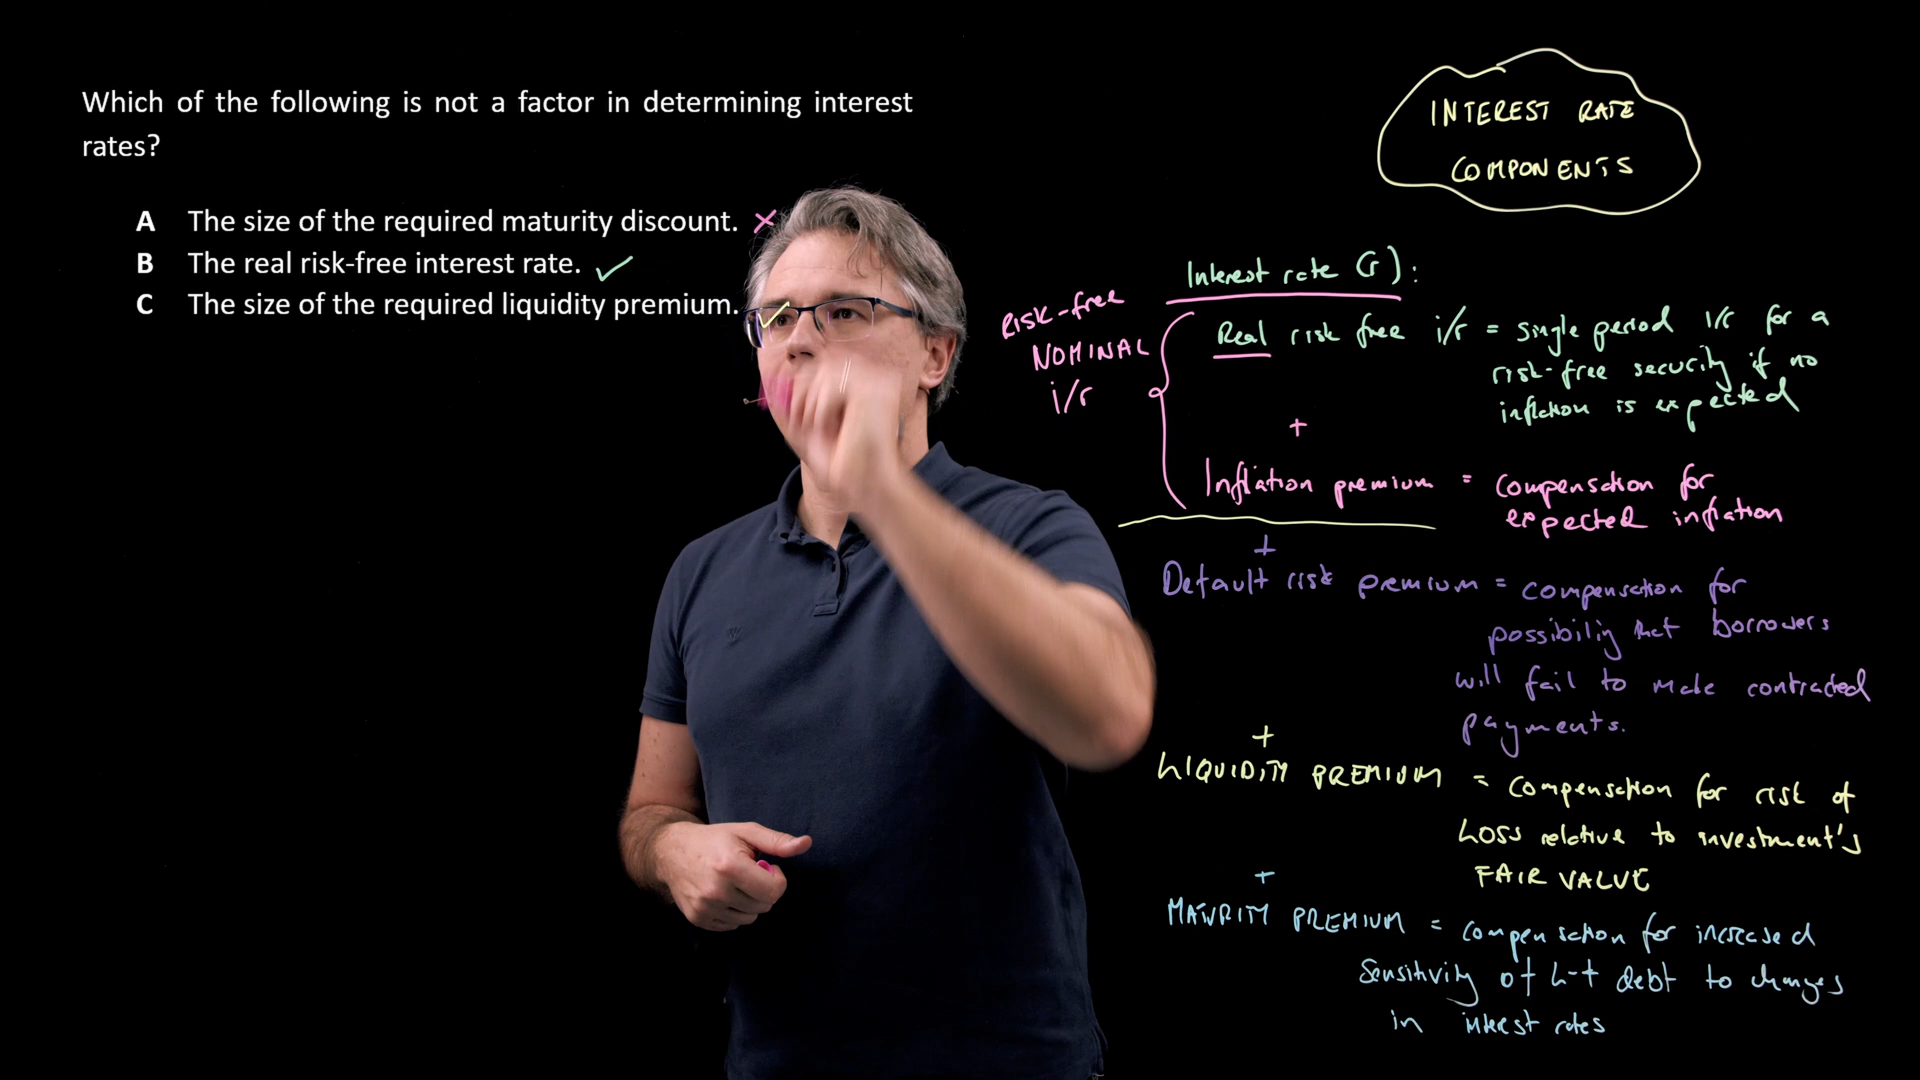 Which of the following is not a factor in determining interest
rates?
A The size of the required maturity discount. ✗
B The real risk-free interest rate. ✓
C The size of the required liquidity premium. ✓
INTEREST RATE
COMPONENTS
Interest rate (r):
Risk-free
NOMINAL
i/r
Real risk free i/r = single period i/r for a
risk-free security if no
inflation is expected
+
Inflation premium = compensation for
expected inflation
+
Default risk premium = compensation for
possibiliy that borrowers
will fail to make contracted
payments.
+
LIQUIDITY PREMIUM = compensation for risk of
LOSS relative to investment's
FAIR VALUE
+
MATURITY PREMIUM = compensation for increased
sensitivity of L-t debt to changes
in interest rates